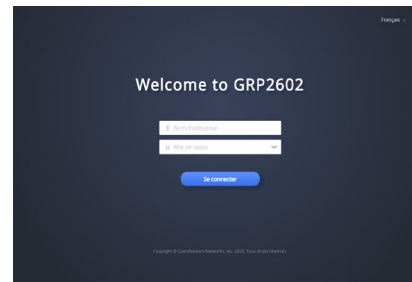 Français
Welcome to GRP2602
Nom d'utilisateur
Mot de passe
Se connecter
Copyright © Grandstream Networks, Inc. 2020. Tous droits réservés